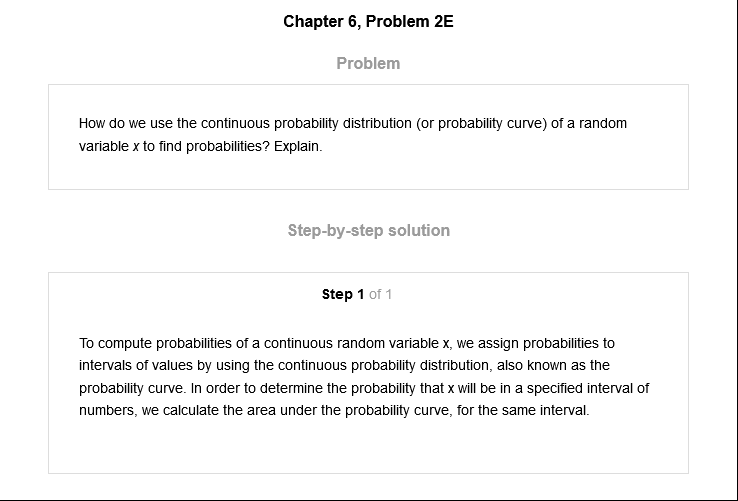 Chapter 6, Problem 2E
Problem
How do we use the continuous probability distribution (or probability curve) of a random
variable x to find probabilities? Explain.
Step-by-step solution
Step 1 of 1
To compute probabilities of a continuous random variable x, we assign probabilities to
intervals of values by using the continuous probability distribution, also known as the
probability curve. In order to determine the probability that x will be in a specified interval of
numbers, we calculate the area under the probability curve, for the same interval.